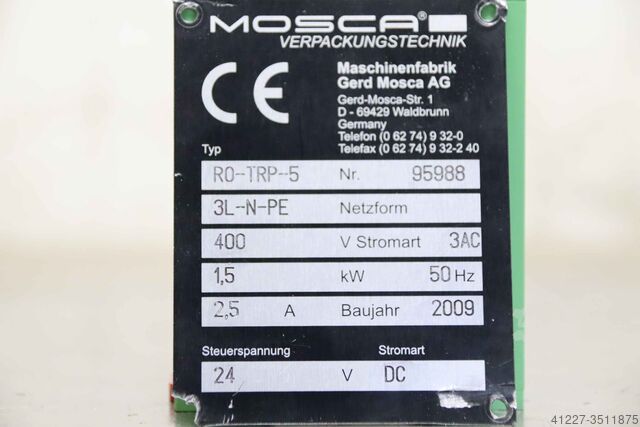 MOSCA®
VERPACKUNGSTECHNIK
CE
Maschinenfabrik
Gerd Mosca AG
Gerd-Mosca-Str. 1
D - 69429 Waldbrunn
Germany
Telefon (0 62 74) 9 32-0
Telefax (0 62 74) 9 32-2 40
Typ
RO-TRP-5 Nr. 95988
3L-N-PE Netzform
400 V Stromart 3AC
1,5 kW 50 Hz
2,5 A Baujahr 2009
Steuerspannung Stromart
24 V DC
41227-3511875